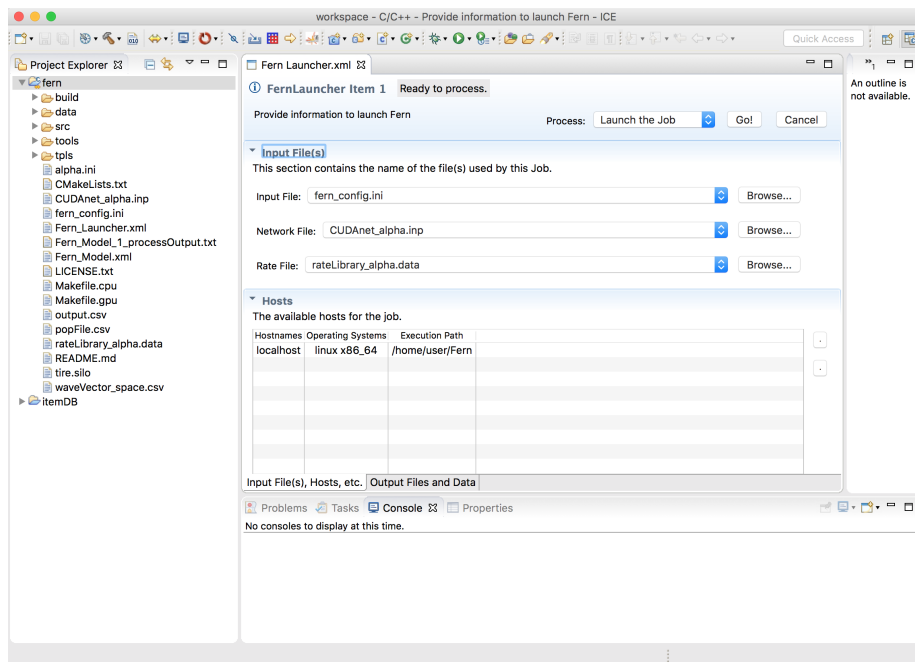 workspace - C/C++ - Provide information to launch Fern - ICE
010
Quick Access
Project Explorer
fern
build
data
src
tools
tpls
alpha.ini
CMakeLists.txt
CUDAnet_alpha.inp
fern_config.ini
Fern_Launcher.xml
Fern_Model_1_processOutput.txt
Fern_Model.xml
LICENSE.txt
Makefile.cpu
Makefile.gpu
output.csv
popFile.csv
rateLibrary_alpha.data
README.md
tire.silo
waveVector_space.csv
itemDB
Fern Launcher.xml
FernLauncher Item 1 Ready to process.
Provide information to launch Fern
Process: Launch the Job Go! Cancel
Input File(s)
This section contains the name of the file(s) used by this Job.
Input File: fern_config.ini Browse...
Network File: CUDAnet_alpha.inp Browse...
Rate File: rateLibrary_alpha.data Browse...
Hosts
The available hosts for the job.
Hostnames Operating Systems Execution Path
localhost linux x86_64 /home/user/Fern
.
.
Input File(s), Hosts, etc. Output Files and Data
Problems Tasks Console Properties
No consoles to display at this time.
»1
An outline is
not available.